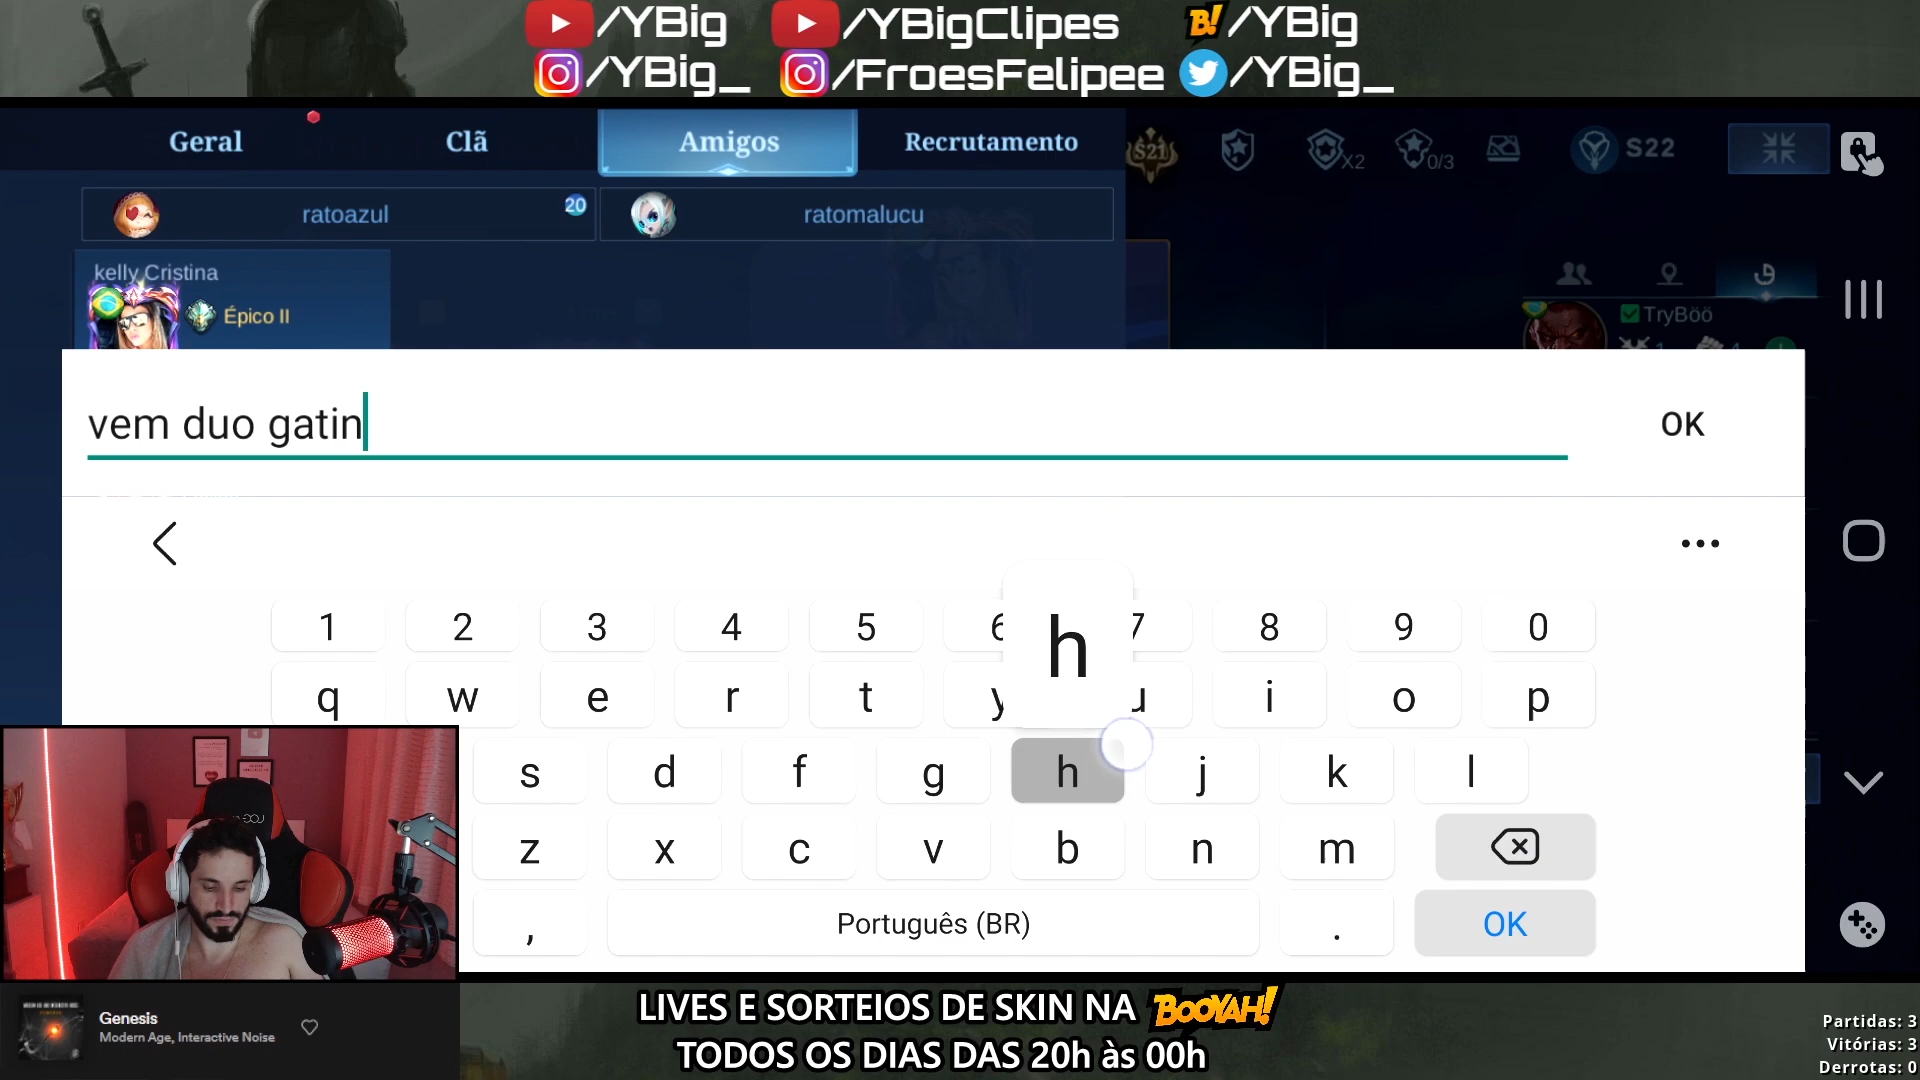 /YBig /YBigClipes B! /YBig
/YBig_ /FroesFelipee /YBig_
Geral Clã Amigos Recrutamento
S21 X2 0/3 S22
ratoazul 20 ratomalucu
kelly Cristina
Épico II
TryBöö
vem duo gatin OK
1 2 3 4 5 6 7 8 9 0
h
q w e r t y u i o p
s d f g h j k l
z x c v b n m
, Português (BR) . OK
Genesis
Modern Age, Interactive Noise
LIVES E SORTEIOS DE SKIN NA BOOYAH!
TODOS OS DIAS DAS 20h às 00h
Partidas: 3
Vitórias: 3
Derrotas: 0